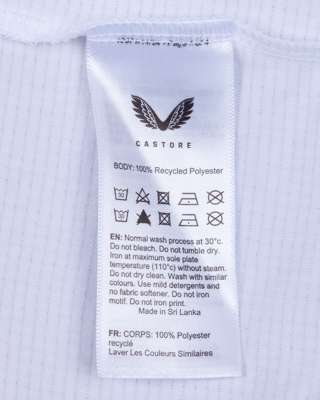 CASTORE
BODY: 100% Recycled Polyester
30
30
EN: Normal wash process at 30°c.
Do not bleach. Do not tumble dry.
Iron at maximum sole plate
temperature (110°c) without steam.
Do not dry clean. Wash with similar
colours. Use mild detergents and
no fabric softener. Do not iron
motif. Do not iron print.
Made in Sri Lanka
FR: CORPS: 100% Polyester
recyclé
Laver Les Couleurs Similaires